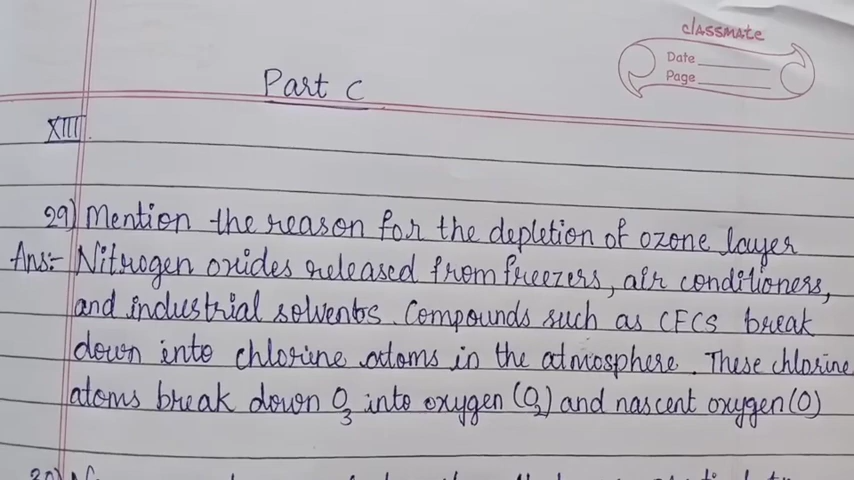 classmate
Date
Page
Part C
XIII.
29) Mention the reason for the depletion of ozone layer
Ans:- Nitrogen oxides released from freezers, air conditioners,
and industrial solvents. Compounds such as CFCS break
down into chlorine atoms in the atmosphere. These chlorine
atoms break down O₃ into oxygen (O₂) and nascent oxygen (O)